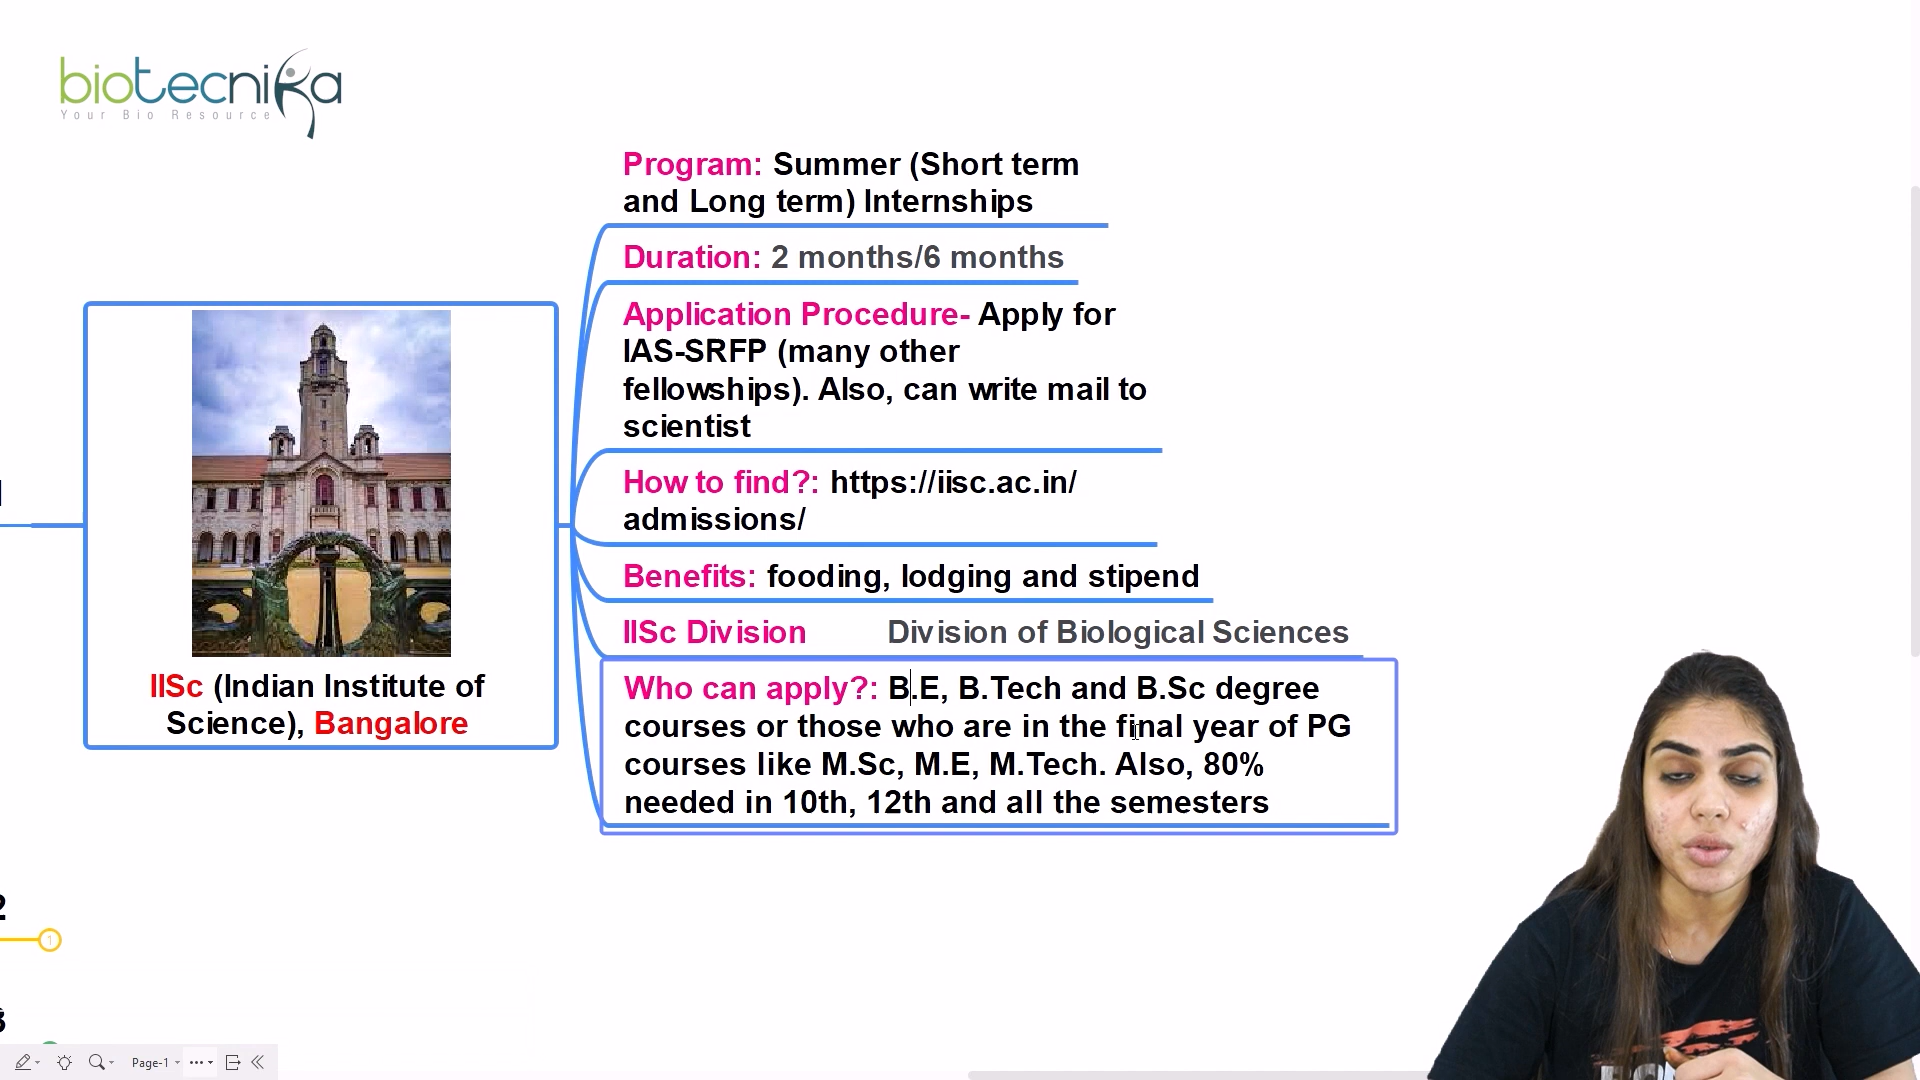 biotecnika
Your Bio Resource
Program: Summer (Short term
and Long term) Internships
Duration: 2 months/6 months
Application Procedure- Apply for
IAS-SRFP (many other
fellowships). Also, can write mail to
scientist
How to find?: https://iisc.ac.in/
admissions/
Benefits: fooding, lodging and stipend
IISc Division Division of Biological Sciences
Who can apply?: B.E, B.Tech and B.Sc degree
courses or those who are in the final year of PG
courses like M.Sc, M.E, M.Tech. Also, 80%
needed in 10th, 12th and all the semesters
IISc (Indian Institute of
Science), Bangalore
2
1
3
Page-1